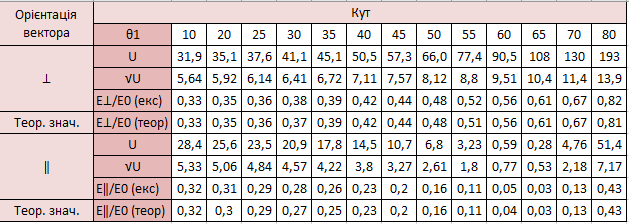 Орієнтація вектора Кут
θ1 10 20 25 30 35 40 45 50 55 60 65 70 80
⊥ U 31,9 35,1 37,6 41,1 45,1 50,5 57,3 66,0 77,4 90,5 108 130 193
√U 5,64 5,92 6,14 6,41 6,72 7,11 7,57 8,12 8,8 9,51 10,4 11,4 13,9
E⊥/E0 (екс) 0,33 0,35 0,36 0,38 0,39 0,42 0,44 0,48 0,52 0,56 0,61 0,67 0,82
Теор. знач. E⊥/E0 (теор) 0,33 0,35 0,36 0,37 0,39 0,42 0,44 0,48 0,51 0,56 0,61 0,67 0,81
‖ U 28,4 25,6 23,5 20,9 17,8 14,5 10,7 6,8 3,23 0,59 0,28 4,76 51,4
√U 5,33 5,06 4,84 4,57 4,22 3,8 3,27 2,61 1,8 0,77 0,53 2,18 7,17
E‖/E0 (екс) 0,32 0,31 0,29 0,28 0,26 0,23 0,2 0,16 0,11 0,05 0,03 0,13 0,43
Теор. знач. E‖/E0 (теор) 0,32 0,3 0,29 0,27 0,25 0,23 0,2 0,16 0,11 0,04 0,03 0,13 0,43